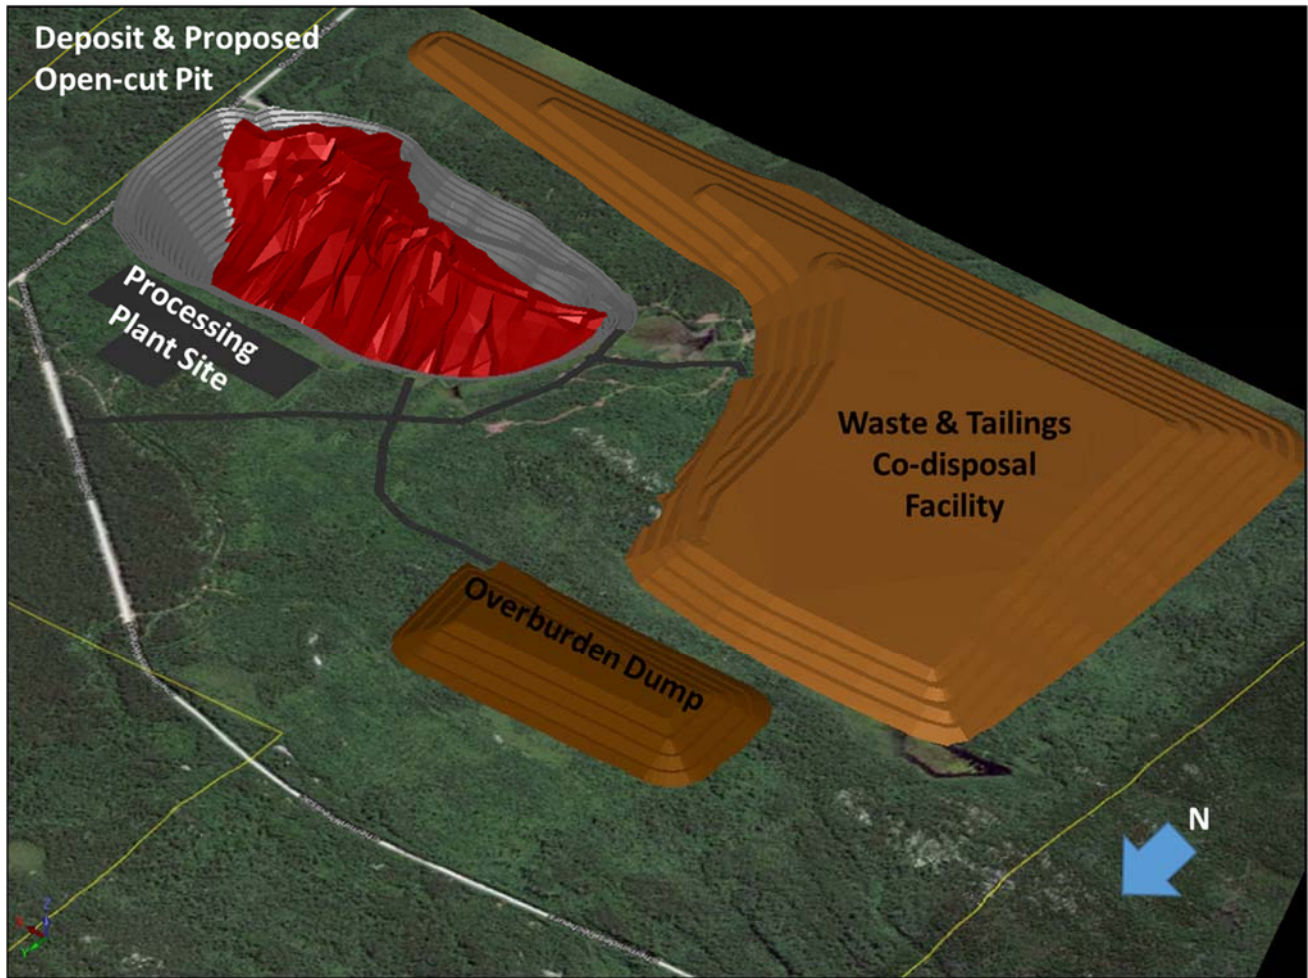 Deposit & Proposed
Open-cut Pit
Processing
Plant Site
Waste & Tailings
Co-disposal
Facility
Overburden Dump
N
Z
X
Y